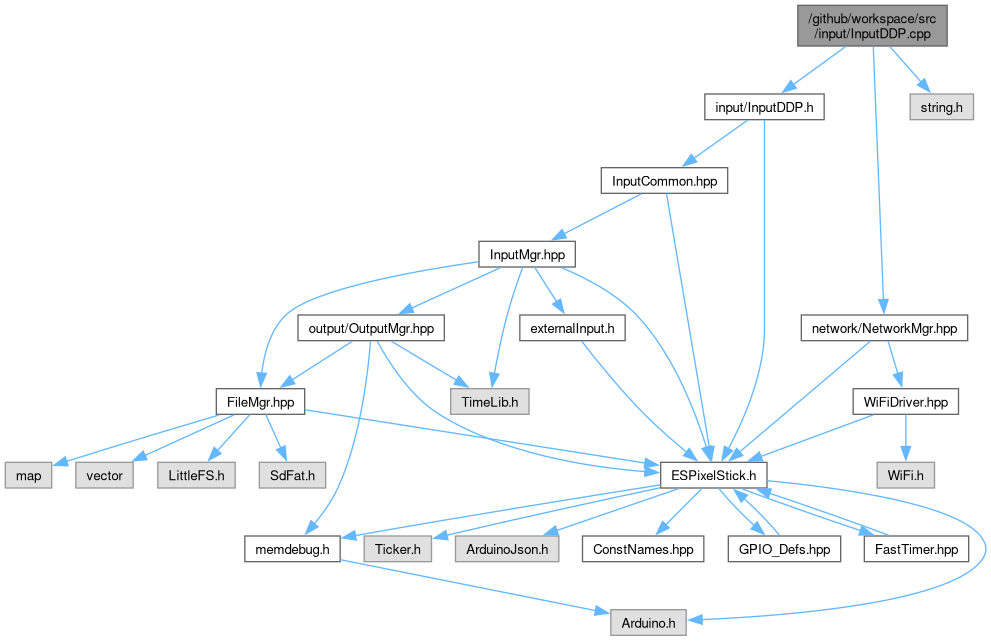 /github/workspace/src
/input/InputDDP.cpp
input/InputDDP.h
string.h
InputCommon.hpp
InputMgr.hpp
output/OutputMgr.hpp
externalInput.h
network/NetworkMgr.hpp
FileMgr.hpp
TimeLib.h
WiFiDriver.hpp
map
vector
LittleFS.h
SdFat.h
ESPixelStick.h
WiFi.h
memdebug.h
Ticker.h
ArduinoJson.h
ConstNames.hpp
GPIO_Defs.hpp
FastTimer.hpp
Arduino.h